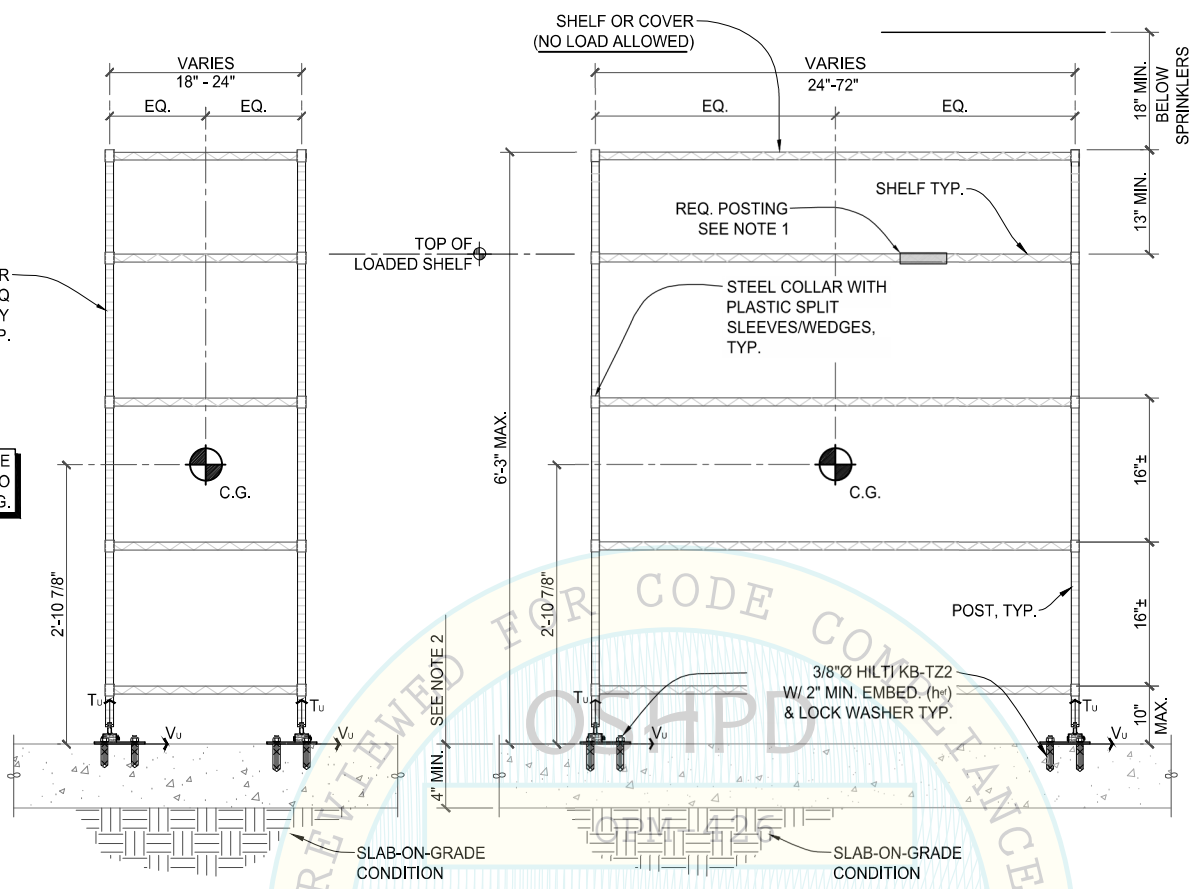 SHELF OR COVER
(NO LOAD ALLOWED)
VARIES
18" - 24"
EQ.
EQ.
VARIES
24"-72"
EQ.
EQ.
18" MIN.
BELOW
SPRINKLERS
13" MIN.
SHELF TYP.
REQ. POSTING
SEE NOTE 1
TOP OF
LOADED SHELF
R
Q
Y
P.
STEEL COLLAR WITH
PLASTIC SPLIT
SLEEVES/WEDGES,
TYP.
6'-3" MAX.
E
O
G.
C.G.
C.G.
16"±
2'-10 7/8"
2'-10 7/8"
16"±
POST, TYP.
SEE NOTE 2
3/8"Ø HILTI KB-TZ2
W/ 2" MIN. EMBED. (hef)
& LOCK WASHER TYP.
10"
MAX.
Tu
Tu
Tu
Tu
Vu
Vu
Vu
Vu
4" MIN.
SLAB-ON-GRADE
CONDITION
SLAB-ON-GRADE
CONDITION
REVIEWED FOR CODE COMPLIANCE
OSHPD